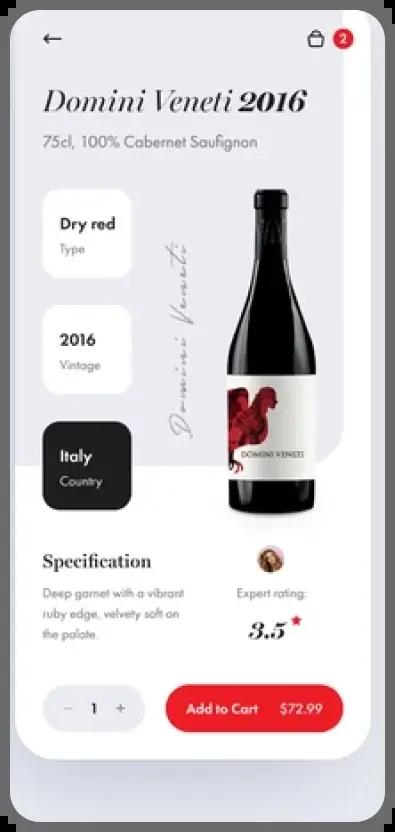 2
Domini Veneti 2016
75cl, 100% Cabernet Saufignon
Dry red
Type
2016
Vintage
Domini Veneti
Italy
Country
DOMINI VENETI
Specification
Deep garnet with a vibrant
ruby edge, velvety soft on
the palate.
Expert rating:
3.5
− 1 +
Add to Cart $72.99